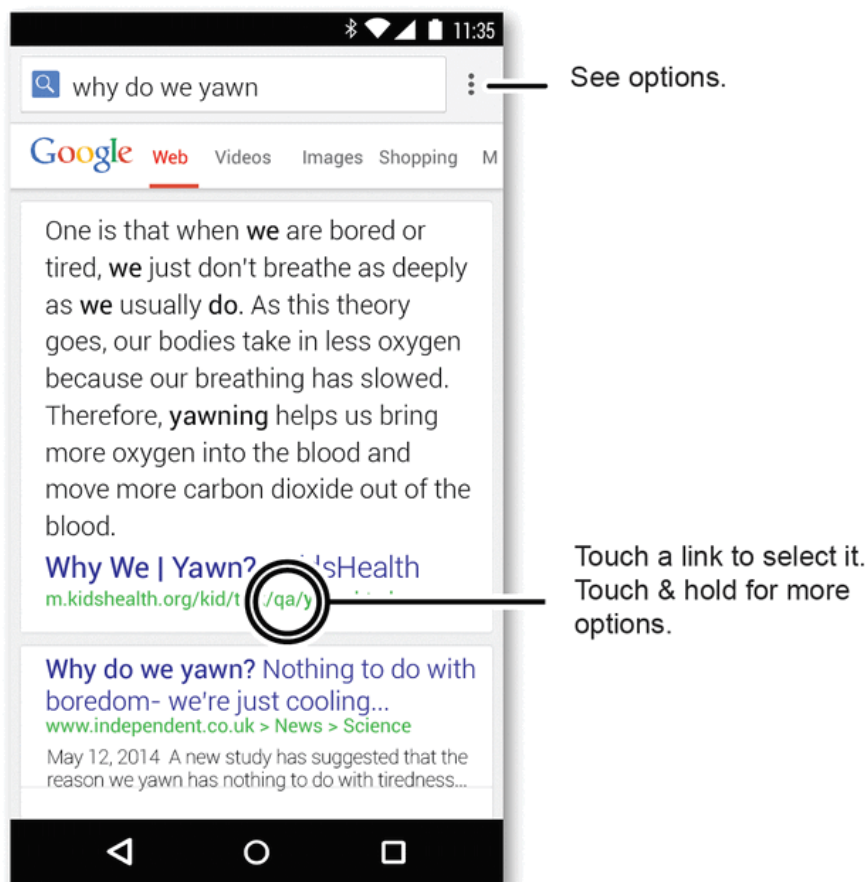 11:35
why do we yawn
See options.
Google Web Videos Images Shopping M
One is that when we are bored or
tired, we just don't breathe as deeply
as we usually do. As this theory
goes, our bodies take in less oxygen
because our breathing has slowed.
Therefore, yawning helps us bring
more oxygen into the blood and
move more carbon dioxide out of the
blood.
Why We | Yawn? sHealth
m.kidshealth.org/kid/t /qa/y
Touch a link to select it.
Touch & hold for more
options.
Why do we yawn? Nothing to do with
boredom- we're just cooling...
www.independent.co.uk > News > Science
May 12, 2014 A new study has suggested that the
reason we yawn has nothing to do with tiredness...